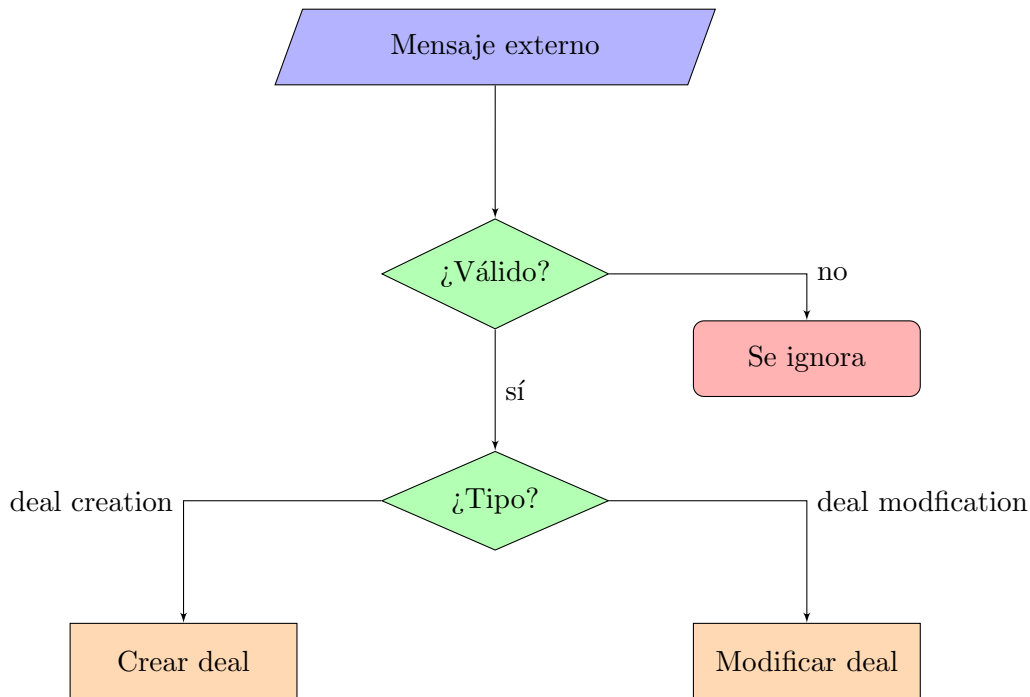 Mensaje externo
¿Válido?
no
Se ignora
sí
¿Tipo?
deal creation
deal modfication
Crear deal
Modificar deal